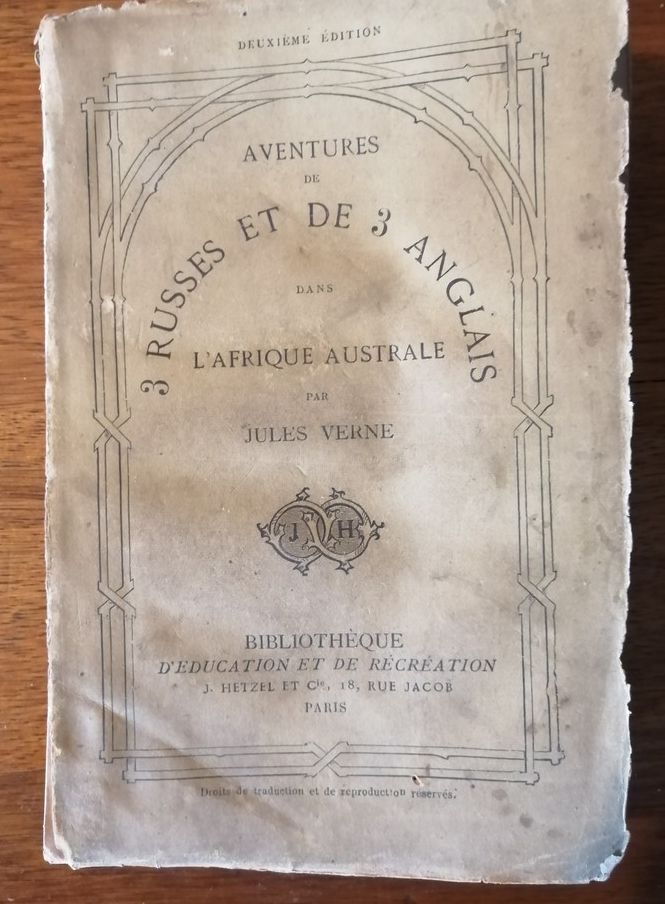 DEUXIÈME ÉDITION
AVENTURES
DE
3 RUSSES ET DE 3 ANGLAIS
DANS
L'AFRIQUE AUSTRALE
PAR
JULES VERNE
J H
BIBLIOTHÈQUE
D'EDUCATION ET DE RÉCRÉATION
J. HETZEL ET Cie, 18, RUE JACOB
PARIS
Droits de traduction et de reproduction réservés.